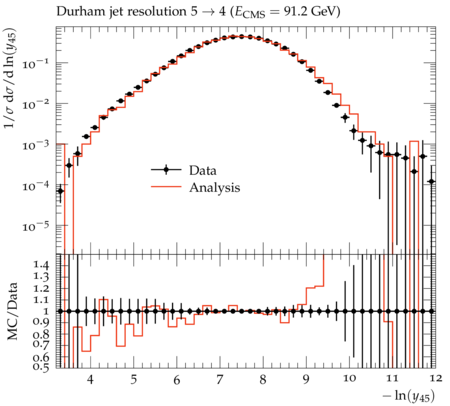 Durham jet resolution 5 → 4 (E_CMS = 91.2 GeV)
1/σ dσ/d ln(y_45)
10^−1
10^−2
10^−3
10^−4
10^−5
Data
Analysis
MC/Data
1.4
1.3
1.2
1.1
1
0.9
0.8
0.7
0.6
0.5
4 5 6 7 8 9 10 11 12
− ln(y_45)